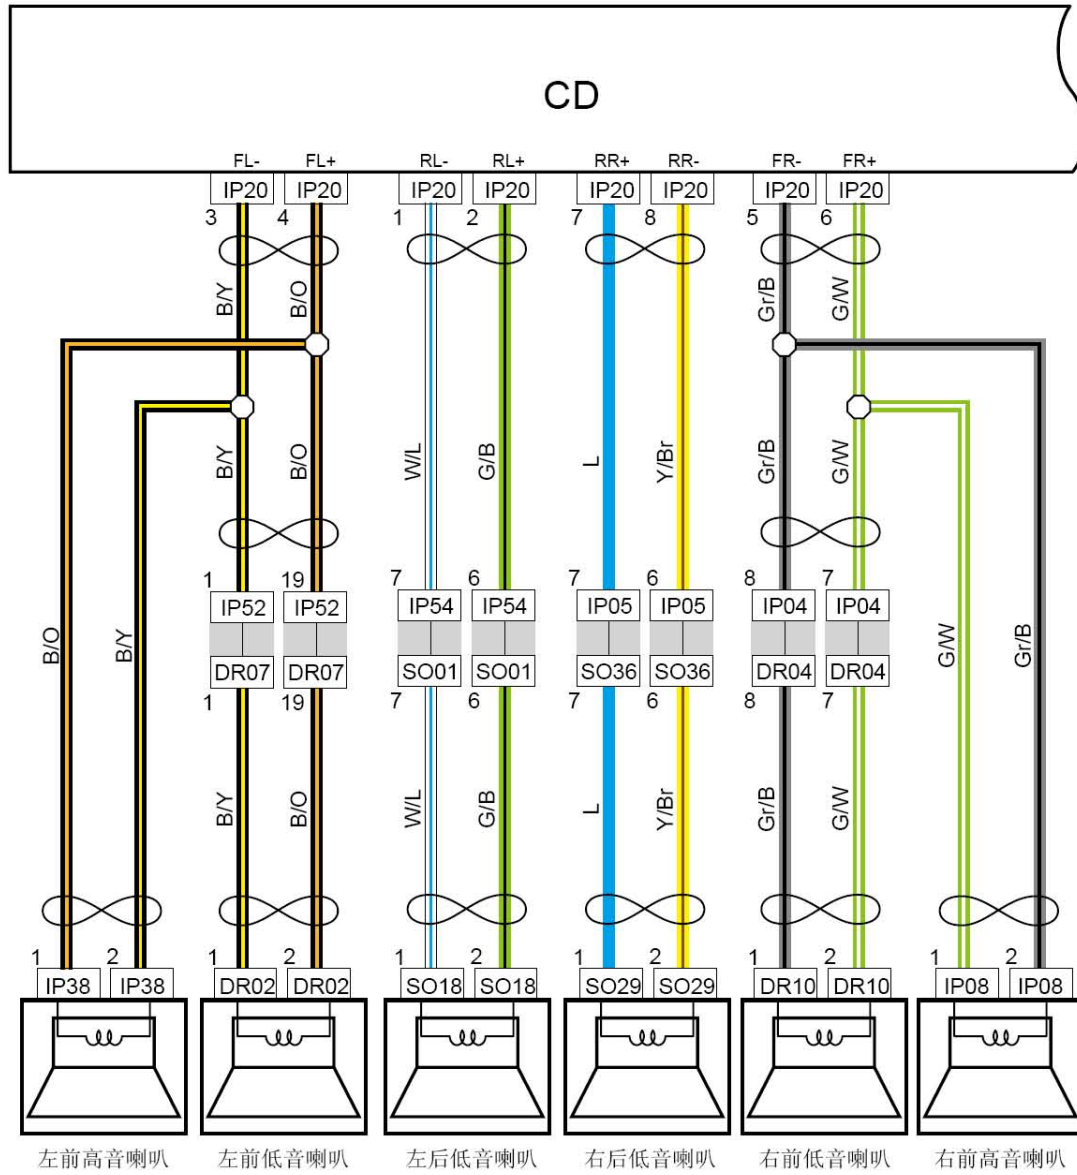 CD
FL- FL+ RL- RL+ RR+ RR- FR- FR+
IP20 IP20 IP20 IP20 IP20 IP20 IP20 IP20
3 4 1 2 7 8 5 6
B/Y B/O Gr/B G/W
B/Y B/O W/L G/B L Y/Br Gr/B G/W
1 19 7 6 7 6 8 7
IP52 IP52 IP54 IP54 IP05 IP05 IP04 IP04
B/O B/Y G/W Gr/B
DR07 DR07 SO01 SO01 SO36 SO36 DR04 DR04
1 19 7 6 7 6 8 7
B/Y B/O W/L G/B L Y/Br Gr/B G/W
1 2 1 2 1 2 1 2 1 2 1 2
IP38 IP38 DR02 DR02 SO18 SO18 SO29 SO29 DR10 DR10 IP08 IP08
左前高音喇叭 左前低音喇叭 左后低音喇叭 右后低音喇叭 右前低音喇叭 右前高音喇叭